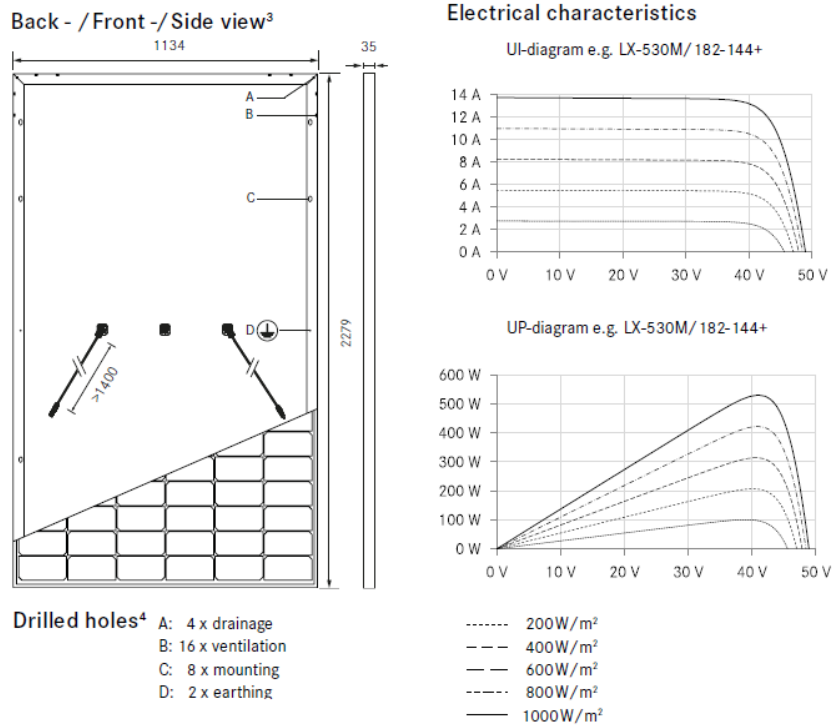 Back - / Front -/ Side view³
1134
35
A
B
C
D
>1400
2279
Drilled holes⁴
A: 4 x drainage
B: 16 x ventilation
C: 8 x mounting
D: 2 x earthing
Electrical characteristics
UI-diagram e.g. LX-530M/182-144+
14 A
12 A
10 A
8 A
6 A
4 A
2 A
0 A
0 V 10 V 20 V 30 V 40 V 50 V
UP-diagram e.g. LX-530M/182-144+
600 W
500 W
400 W
300 W
200 W
100 W
0 W
0 V 10 V 20 V 30 V 40 V 50 V
200W/m²
400W/m²
600W/m²
800W/m²
1000W/m²